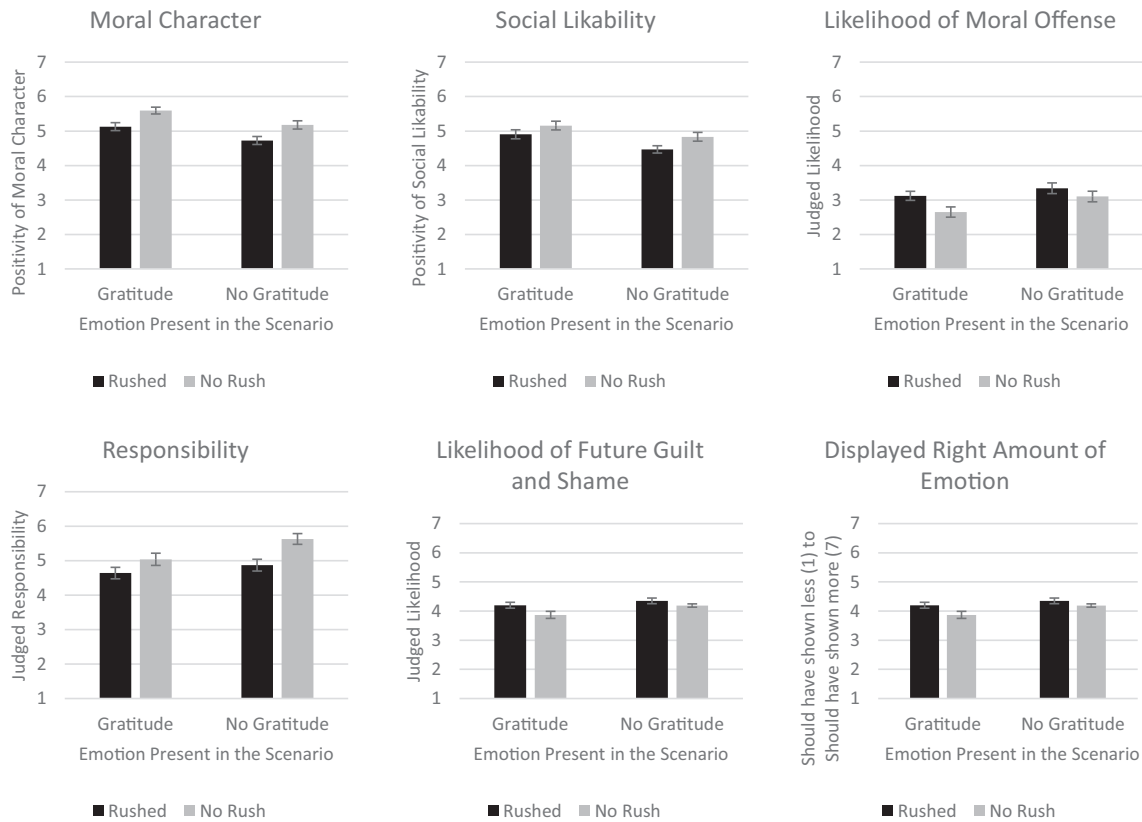 Moral Character
Positivity of Moral Character
7
6
5
4
3
2
1
Gratitude No Gratitude
Emotion Present in the Scenario
Rushed No Rush
Social Likability
Positivity of Social Likability
7
6
5
4
3
2
1
Gratitude No Gratitude
Emotion Present in the Scenario
Rushed No Rush
Likelihood of Moral Offense
Judged Likelihood
7
6
5
4
3
2
1
Gratitude No Gratitude
Emotion Present in the Scenario
Rushed No Rush
Responsibility
Judged Responsibility
7
6
5
4
3
2
1
Gratitude No Gratitude
Emotion Present in the Scenario
Rushed No Rush
Likelihood of Future Guilt
and Shame
Judged Likelihood
7
6
5
4
3
2
1
Gratitude No Gratitude
Emotion Present in the Scenario
Rushed No Rush
Displayed Right Amount of
Emotion
Should have shown less (1) to
Should have shown more (7)
7
6
5
4
3
2
1
Gratitude No Gratitude
Emotion Present in the Scenario
Rushed No Rush